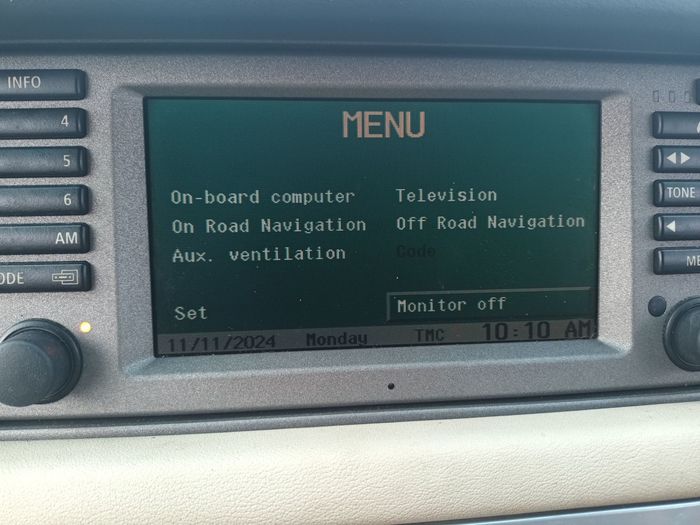 MENU
On-board computer Television
On Road Navigation Off Road Navigation
Aux. ventilation Code
Set Monitor off
11/11/2024 Monday TMC 10:10 AM
INFO
4
5
6
AM
ODE
TONE
ME